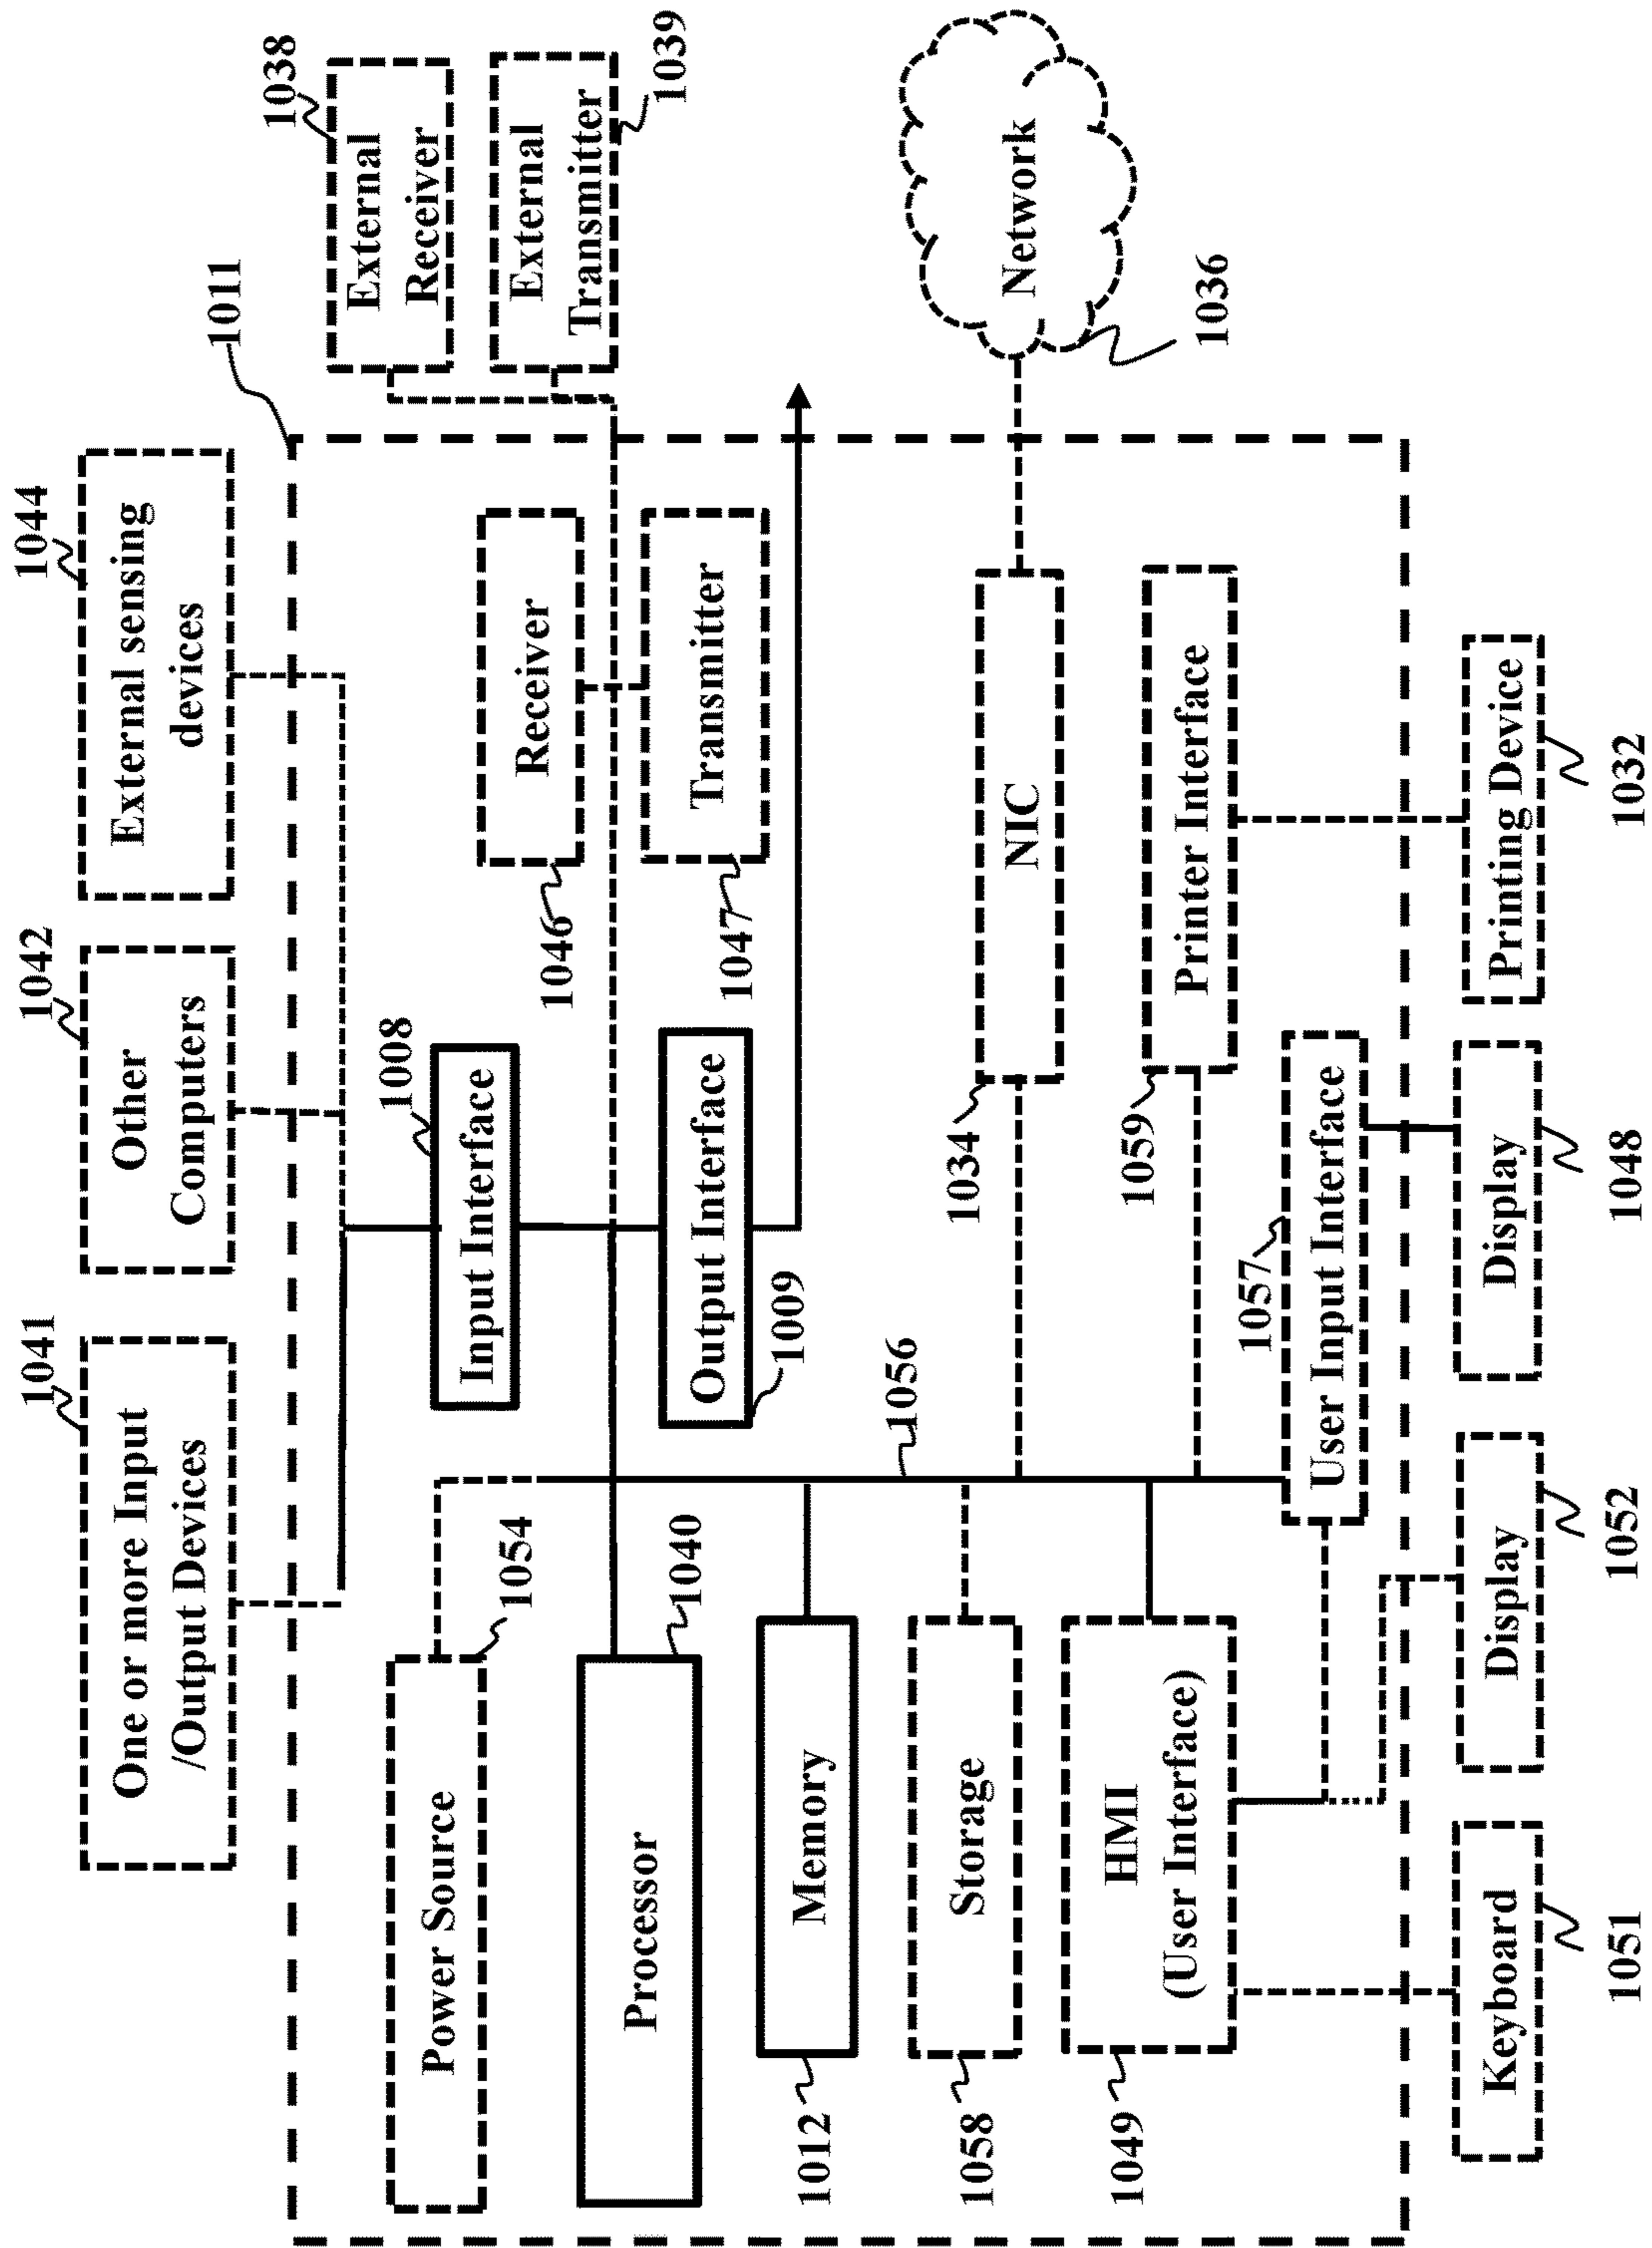 1041
One or more Input
/Output Devices
1042
Other
Computers
1044
External sensing
devices
1011
1038
External
Receiver
External
Transmitter
1039
Power Source
1054
Processor
1040
Memory
1012
Storage
1058
HMI
(User Interface)
1049
1008
Input Interface
Output Interface
1009
1056
Receiver
1046
Transmitter
1047
NIC
1034
Printer Interface
1059
1057
User Input Interface
Network
1036
Keyboard
1051
Display
1052
Display
1048
Printing Device
1032